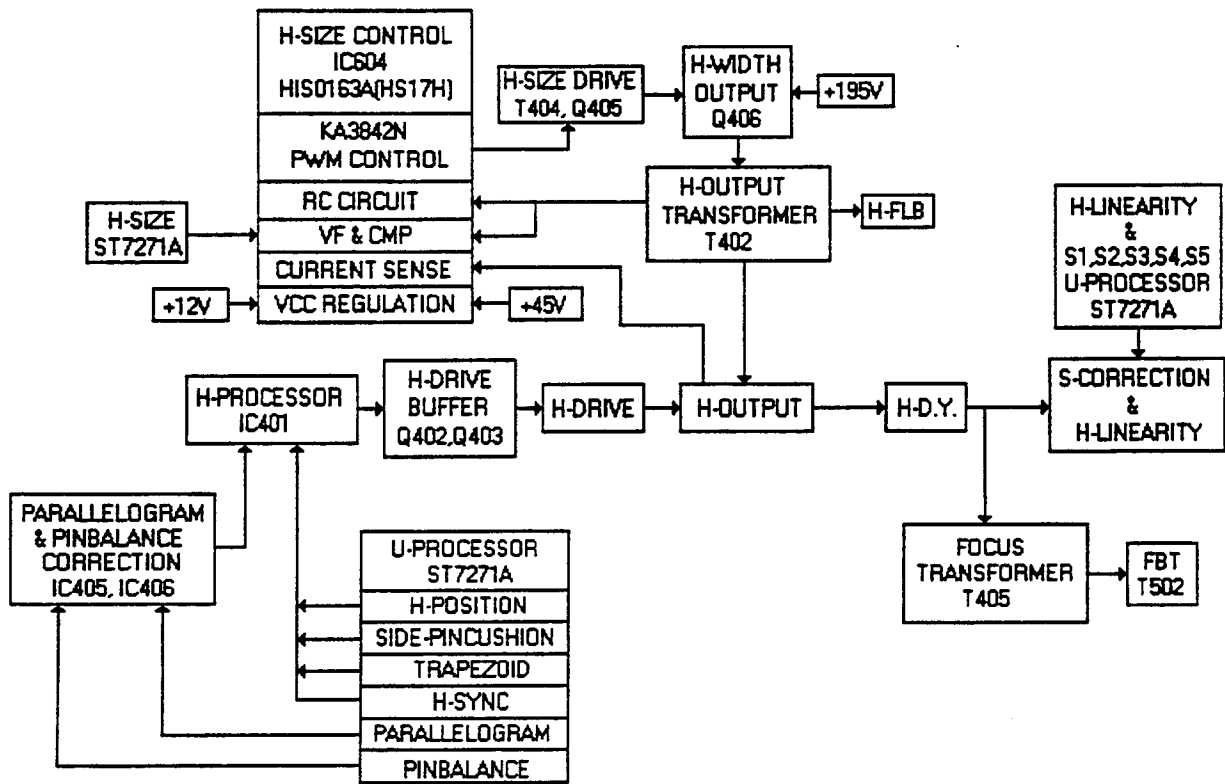 H-SIZE CONTROL
IC604
HIS0163A(HS17H)
KA3842N
PWM CONTROL
RC CIRCUIT
VF & CMP
CURRENT SENSE
VCC REGULATION
H-SIZE
ST7271A
+12V
+45V
H-SIZE DRIVE
T404, Q405
H-WIDTH
OUTPUT
Q406
+195V
H-OUTPUT
TRANSFORMER
T402
H-FLB
H-LINEARITY
&
S1,S2,S3,S4,S5
U-PROCESSOR
ST7271A
H-PROCESSOR
IC401
H-DRIVE
BUFFER
Q402,Q403
H-DRIVE
H-OUTPUT
H-D.Y.
S-CORRECTION
&
H-LINEARITY
PARALLELOGRAM
& PINBALANCE
CORRECTION
IC405, IC406
U-PROCESSOR
ST7271A
H-POSITION
SIDE-PINCUSHION
TRAPEZOID
H-SYNC
PARALLELOGRAM
PINBALANCE
FOCUS
TRANSFORMER
T405
FBT
T502